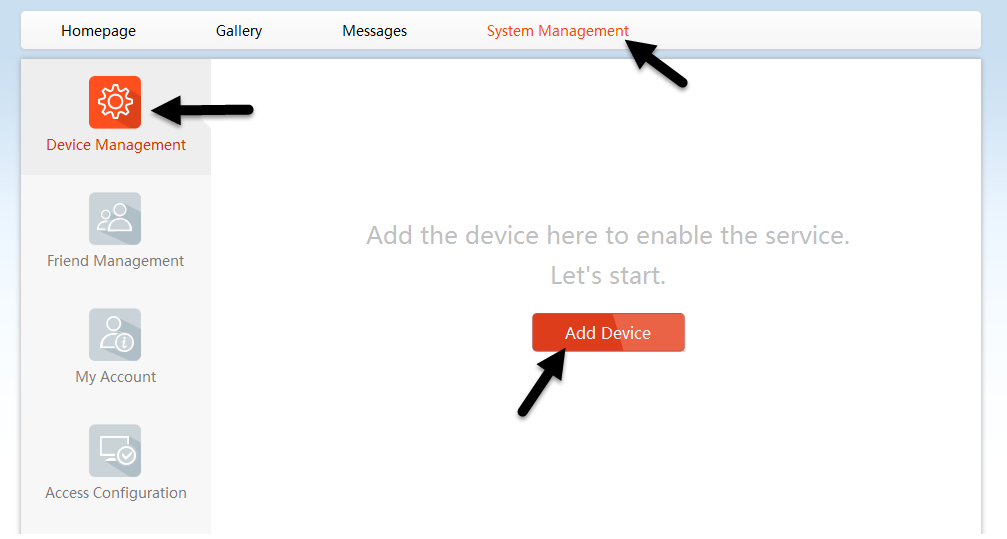 Homepage Gallery Messages System Management
Device Management
Friend Management
My Account
Access Configuration
Add the device here to enable the service.
Let's start.
Add Device